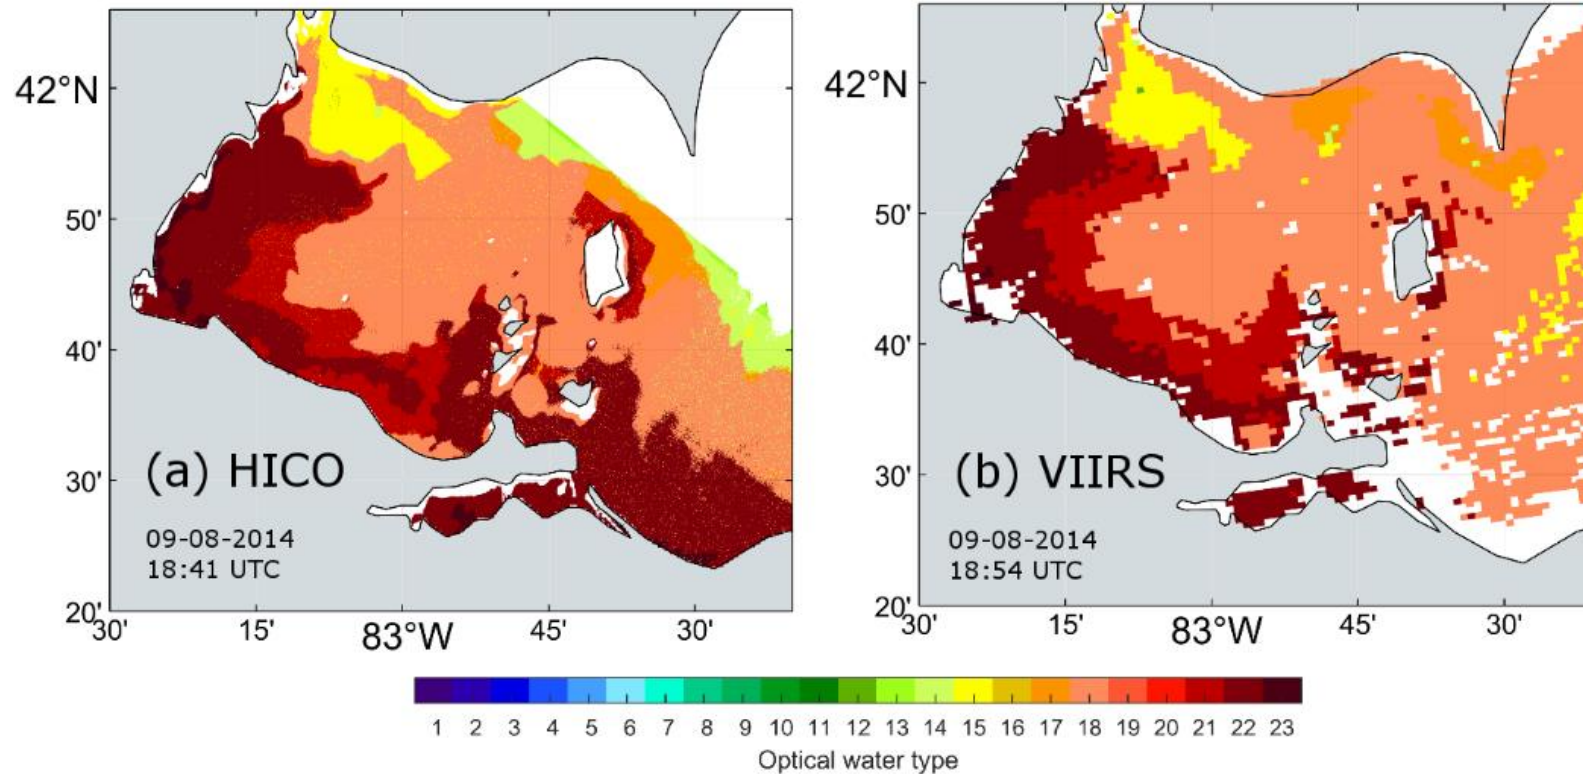 42°N
50'
40'
30'
20'
(a) HICO
09-08-2014
18:41 UTC
30' 15' 83°W 45' 30'
42°N
50'
40'
30'
20'
(b) VIIRS
09-08-2014
18:54 UTC
30' 15' 83°W 45' 30'
1 2 3 4 5 6 7 8 9 10 11 12 13 14 15 16 17 18 19 20 21 22 23
Optical water type